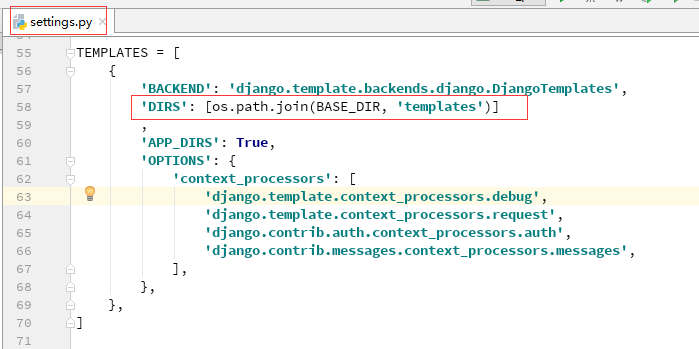 settings.py
55 TEMPLATES = [
56 {
57 'BACKEND': 'django.template.backends.django.DjangoTemplates',
58 'DIRS': [os.path.join(BASE_DIR, 'templates')]
59 ,
60 'APP_DIRS': True,
61 'OPTIONS': {
62 'context_processors': [
63 'django.template.context_processors.debug',
64 'django.template.context_processors.request',
65 'django.contrib.auth.context_processors.auth',
66 'django.contrib.messages.context_processors.messages',
67 ],
68 },
69 },
70 ]
71